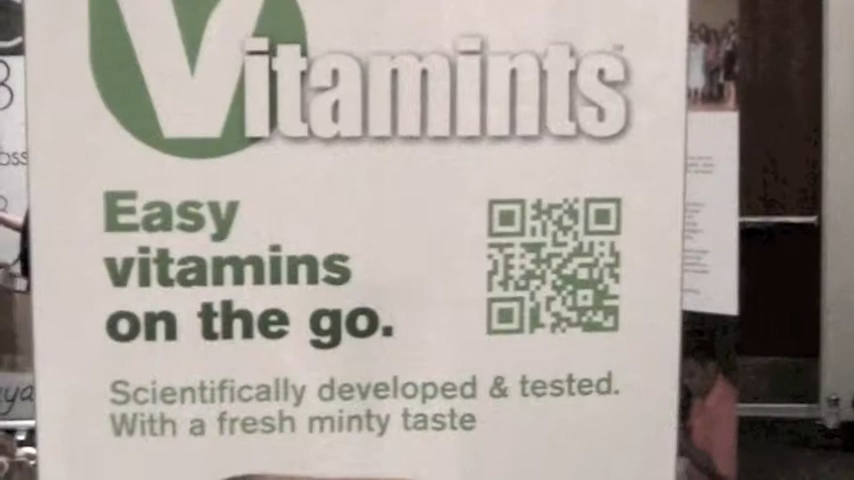 Vitamints
Easy
vitamins
on the go.
Scientifically developed & tested.
With a fresh minty taste